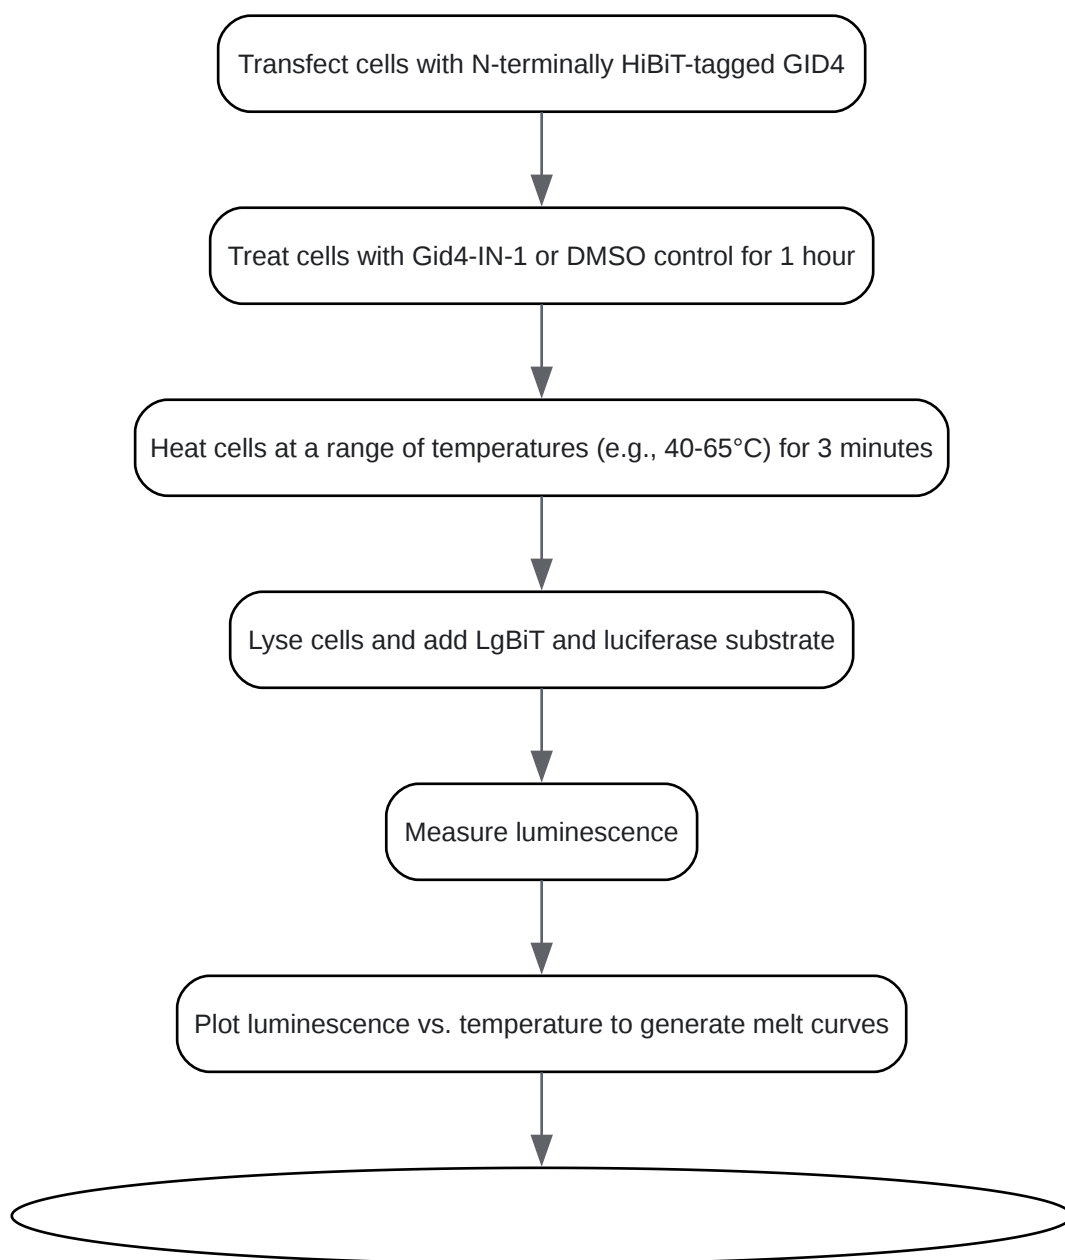 Transfect cells with N-terminally HiBiT-tagged GID4
Treat cells with Gid4-IN-1 or DMSO control for 1 hour
Heat cells at a range of temperatures (e.g., 40-65°C) for 3 minutes
Lyse cells and add LgBiT and luciferase substrate
Measure luminescence
Plot luminescence vs. temperature to generate melt curves